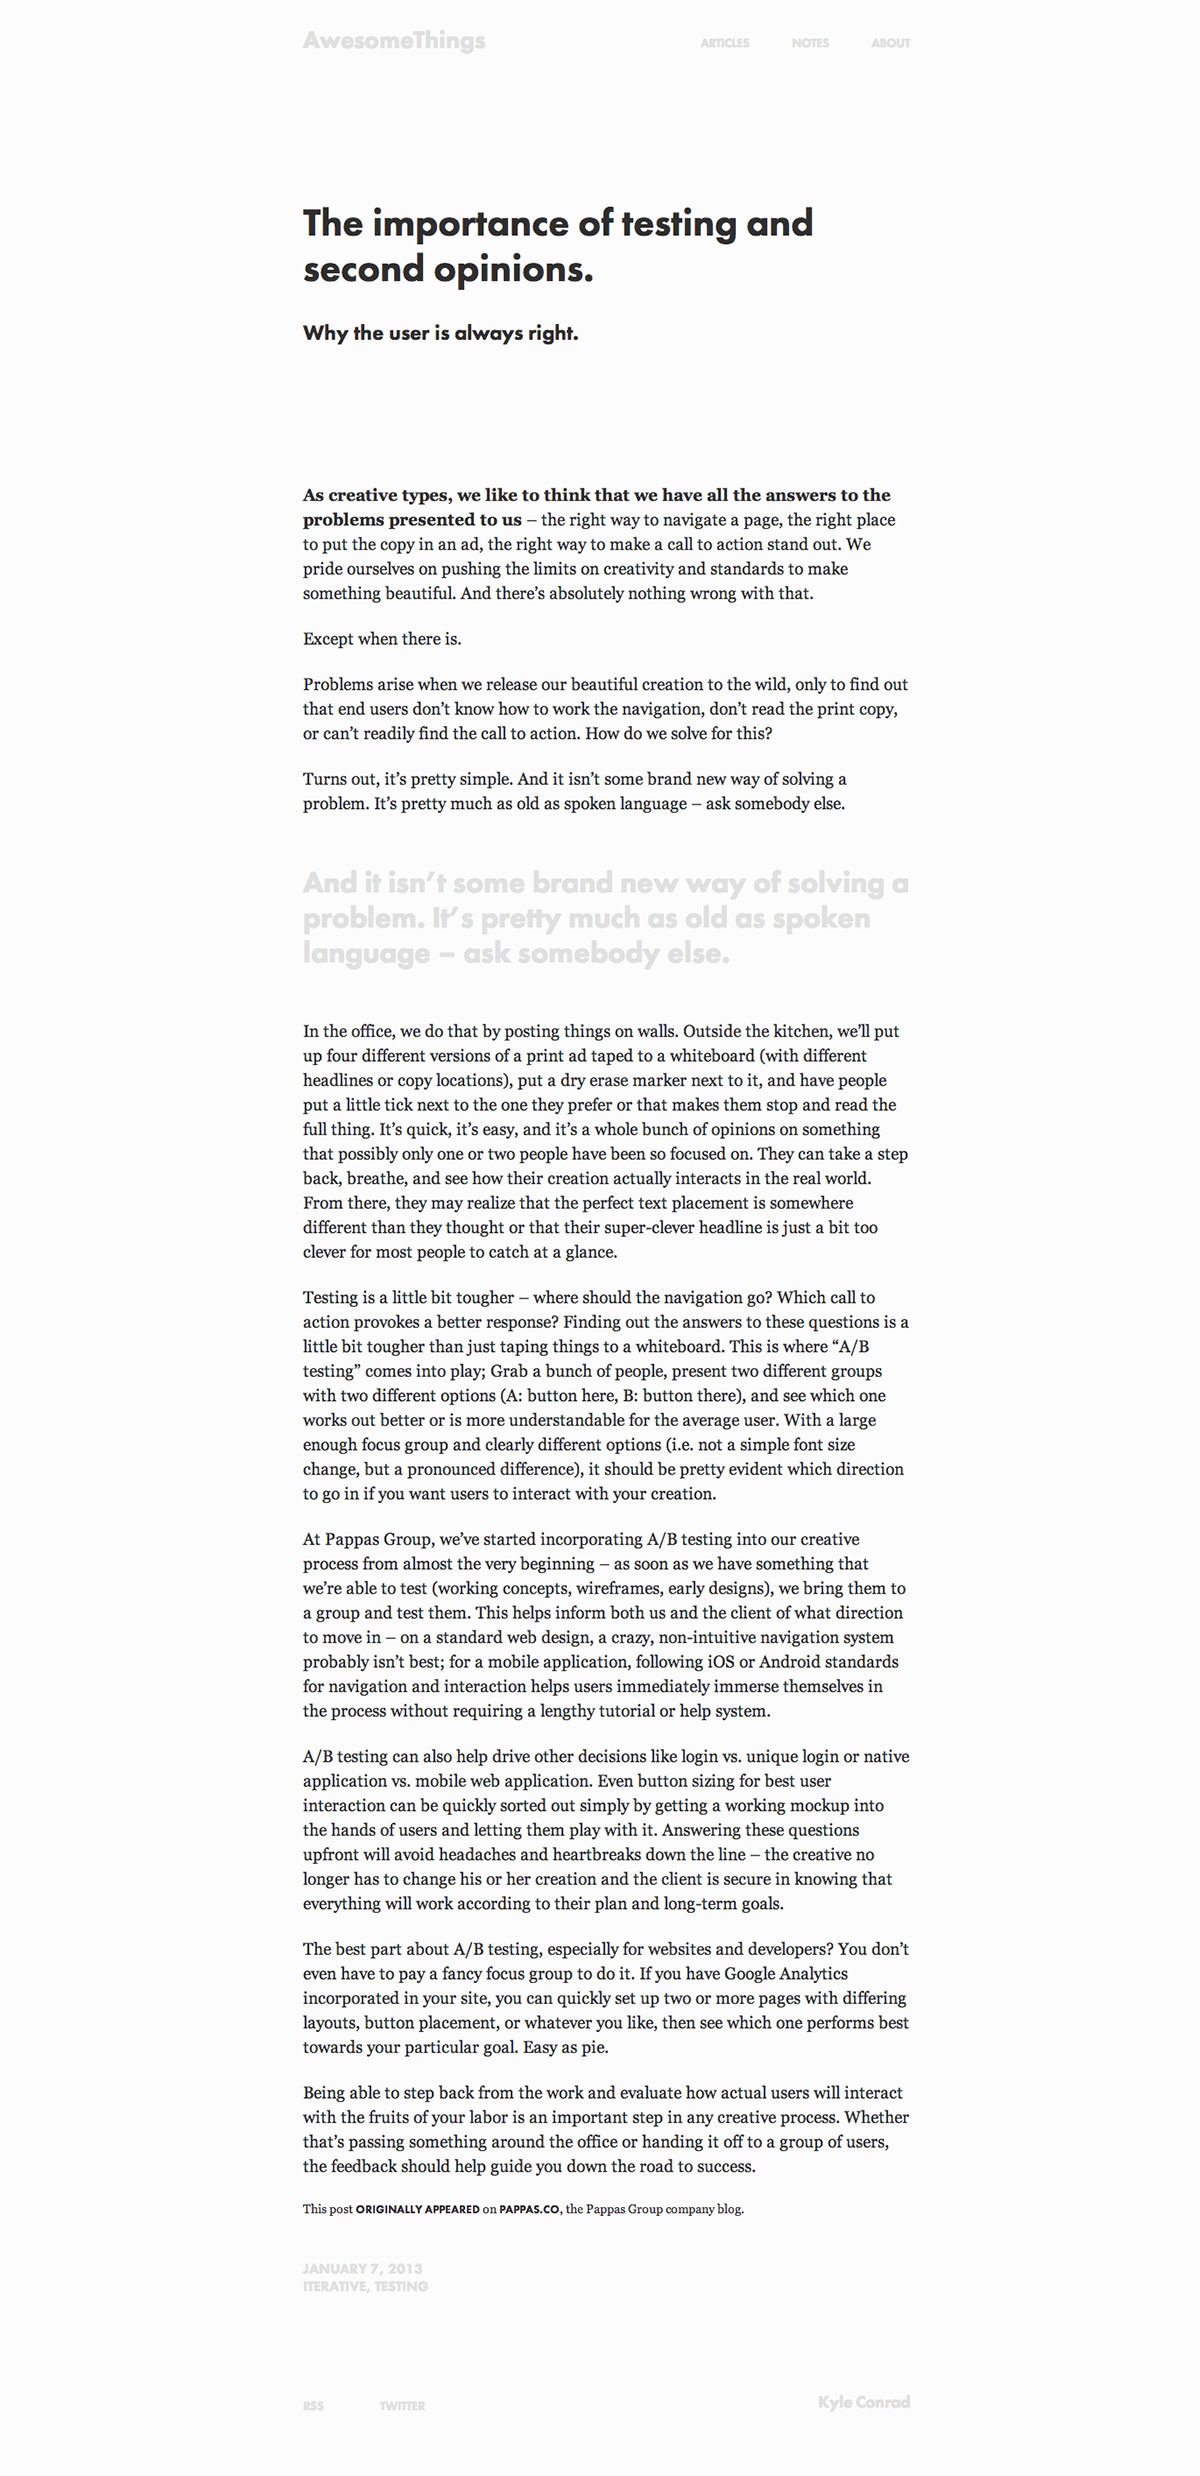 AwesomeThings
ARTICLES NOTES ABOUT
The importance of testing and
second opinions.
Why the user is always right.
As creative types, we like to think that we have all the answers to the
problems presented to us – the right way to navigate a page, the right place
to put the copy in an ad, the right way to make a call to action stand out. We
pride ourselves on pushing the limits on creativity and standards to make
something beautiful. And there’s absolutely nothing wrong with that.
Except when there is.
Problems arise when we release our beautiful creation to the wild, only to find out
that end users don’t know how to work the navigation, don’t read the print copy,
or can’t readily find the call to action. How do we solve for this?
Turns out, it’s pretty simple. And it isn’t some brand new way of solving a
problem. It’s pretty much as old as spoken language – ask somebody else.
And it isn’t some brand new way of solving a
problem. It’s pretty much as old as spoken
language – ask somebody else.
In the office, we do that by posting things on walls. Outside the kitchen, we’ll put
up four different versions of a print ad taped to a whiteboard (with different
headlines or copy locations), put a dry erase marker next to it, and have people
put a little tick next to the one they prefer or that makes them stop and read the
full thing. It’s quick, it’s easy, and it’s a whole bunch of opinions on something
that possibly only one or two people have been so focused on. They can take a step
back, breathe, and see how their creation actually interacts in the real world.
From there, they may realize that the perfect text placement is somewhere
different than they thought or that their super-clever headline is just a bit too
clever for most people to catch at a glance.
Testing is a little bit tougher – where should the navigation go? Which call to
action provokes a better response? Finding out the answers to these questions is a
little bit tougher than just taping things to a whiteboard. This is where “A/B
testing” comes into play; Grab a bunch of people, present two different groups
with two different options (A: button here, B: button there), and see which one
works out better or is more understandable for the average user. With a large
enough focus group and clearly different options (i.e. not a simple font size
change, but a pronounced difference), it should be pretty evident which direction
to go in if you want users to interact with your creation.
At Pappas Group, we’ve started incorporating A/B testing into our creative
process from almost the very beginning – as soon as we have something that
we’re able to test (working concepts, wireframes, early designs), we bring them to
a group and test them. This helps inform both us and the client of what direction
to move in – on a standard web design, a crazy, non-intuitive navigation system
probably isn’t best; for a mobile application, following iOS or Android standards
for navigation and interaction helps users immediately immerse themselves in
the process without requiring a lengthy tutorial or help system.
A/B testing can also help drive other decisions like login vs. unique login or native
application vs. mobile web application. Even button sizing for best user
interaction can be quickly sorted out simply by getting a working mockup into
the hands of users and letting them play with it. Answering these questions
upfront will avoid headaches and heartbreaks down the line – the creative no
longer has to change his or her creation and the client is secure in knowing that
everything will work according to their plan and long-term goals.
The best part about A/B testing, especially for websites and developers? You don’t
even have to pay a fancy focus group to do it. If you have Google Analytics
incorporated in your site, you can quickly set up two or more pages with differing
layouts, button placement, or whatever you like, then see which one performs best
towards your particular goal. Easy as pie.
Being able to step back from the work and evaluate how actual users will interact
with the fruits of your labor is an important step in any creative process. Whether
that’s passing something around the office or handing it off to a group of users,
the feedback should help guide you down the road to success.
This post ORIGINALLY APPEARED on PAPPAS.CO, the Pappas Group company blog.
JANUARY 7, 2013
ITERATIVE, TESTING
RSS TWITTER Kyle Conrad